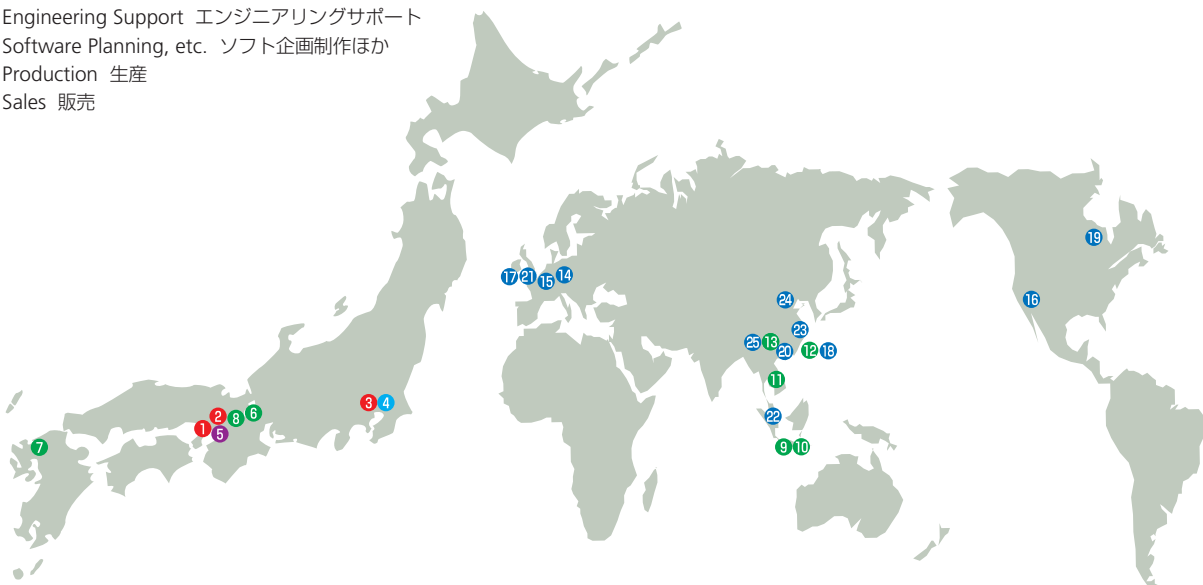 Engineering Support エンジニアリングサポート
Software Planning, etc. ソフト企画制作ほか
Production 生産
Sales 販売
19
17 21 15 14
24 16
23
25 13 20 12 18
11
3 4
2 8 6
1 5
22
7
9 10